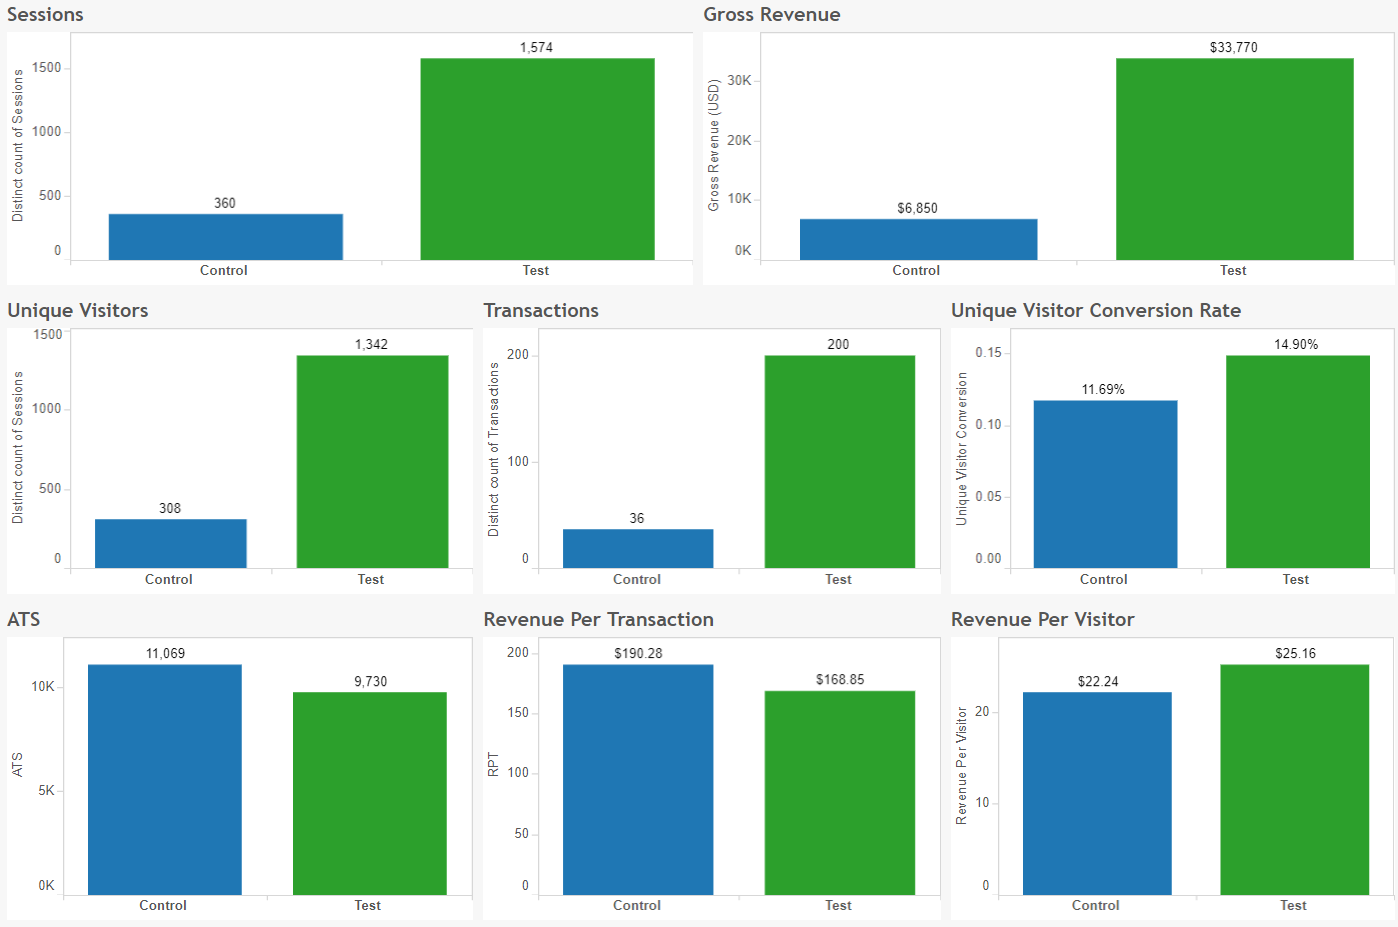 Sessions
Distinct count of Sessions
1500
1000
500
0
360
1,574
Control
Test
Gross Revenue
Gross Revenue (USD)
30K
20K
10K
0K
$6,850
$33,770
Control
Test
Unique Visitors
Distinct count of Sessions
1500
1000
500
0
308
1,342
Control
Test
Transactions
Distinct count of Transactions
200
100
0
36
200
Control
Test
Unique Visitor Conversion Rate
Unique Visitor Conversion
0.15
0.10
0.05
0.00
11.69%
14.90%
Control
Test
ATS
ATS
10K
5K
0K
11,069
9,730
Control
Test
Revenue Per Transaction
RPT
200
150
100
50
0
$190.28
$168.85
Control
Test
Revenue Per Visitor
Revenue Per Visitor
20
10
0
$22.24
$25.16
Control
Test